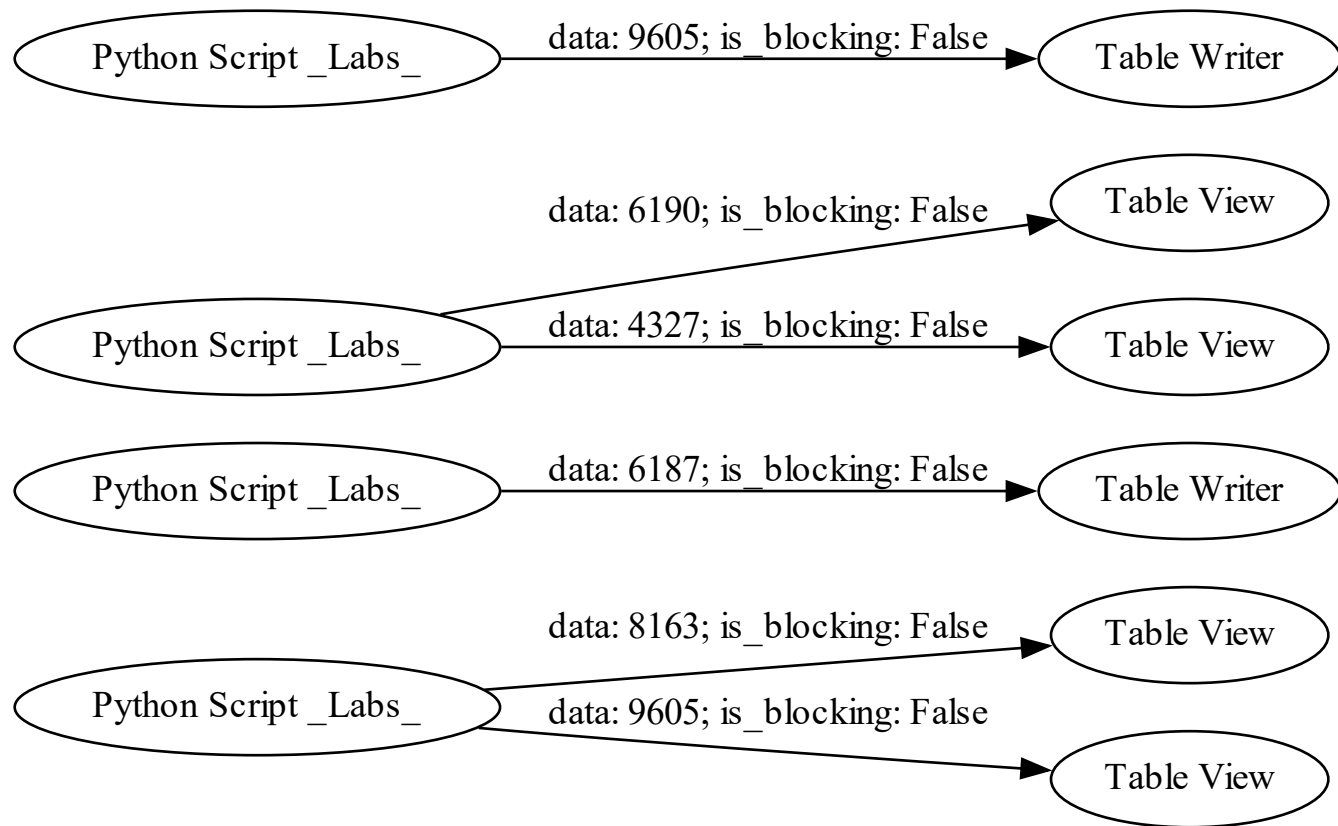 Python Script _Labs_
data: 9605; is_blocking: False
Table Writer
data: 6190; is_blocking: False
Table View
Python Script _Labs_
data: 4327; is_blocking: False
Table View
Python Script _Labs_
data: 6187; is_blocking: False
Table Writer
data: 8163; is_blocking: False
Table View
Python Script _Labs_
data: 9605; is_blocking: False
Table View